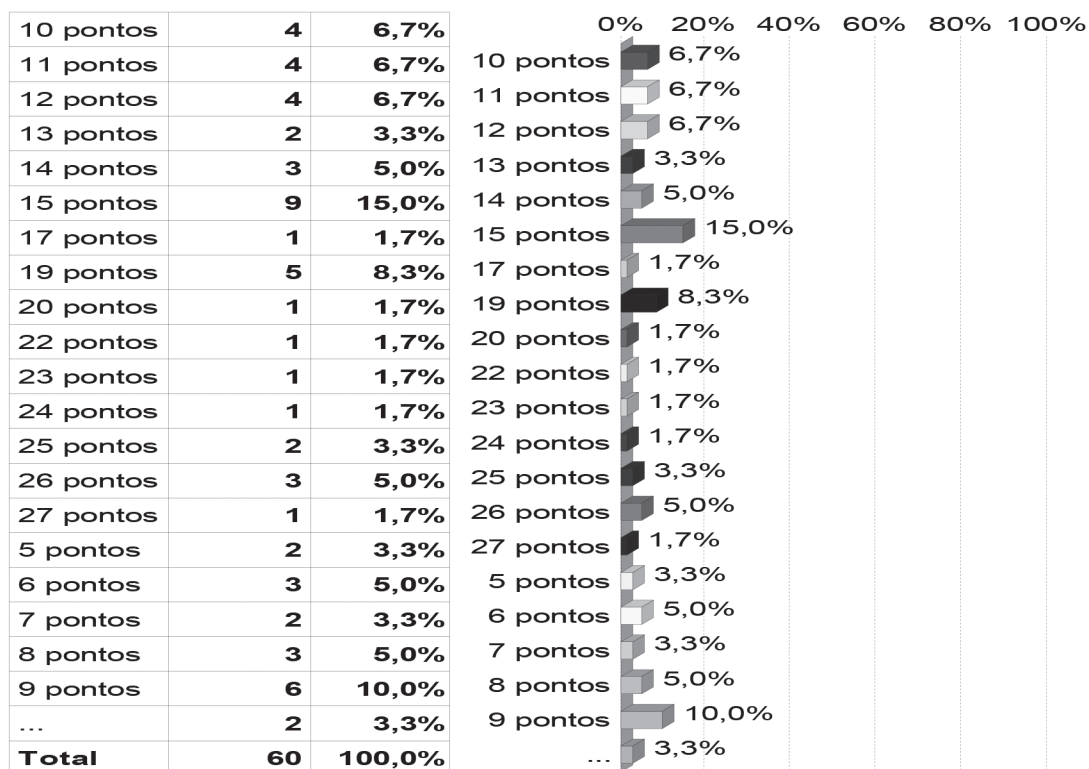 10 pontos 4 6,7%
11 pontos 4 6,7%
12 pontos 4 6,7%
13 pontos 2 3,3%
14 pontos 3 5,0%
15 pontos 9 15,0%
17 pontos 1 1,7%
19 pontos 5 8,3%
20 pontos 1 1,7%
22 pontos 1 1,7%
23 pontos 1 1,7%
24 pontos 1 1,7%
25 pontos 2 3,3%
26 pontos 3 5,0%
27 pontos 1 1,7%
5 pontos 2 3,3%
6 pontos 3 5,0%
7 pontos 2 3,3%
8 pontos 3 5,0%
9 pontos 6 10,0%
... 2 3,3%
Total 60 100,0%
0% 20% 40% 60% 80% 100%
10 pontos 6,7%
11 pontos 6,7%
12 pontos 6,7%
13 pontos 3,3%
14 pontos 5,0%
15 pontos 15,0%
17 pontos 1,7%
19 pontos 8,3%
20 pontos 1,7%
22 pontos 1,7%
23 pontos 1,7%
24 pontos 1,7%
25 pontos 3,3%
26 pontos 5,0%
27 pontos 1,7%
5 pontos 3,3%
6 pontos 5,0%
7 pontos 3,3%
8 pontos 5,0%
9 pontos 10,0%
... 3,3%